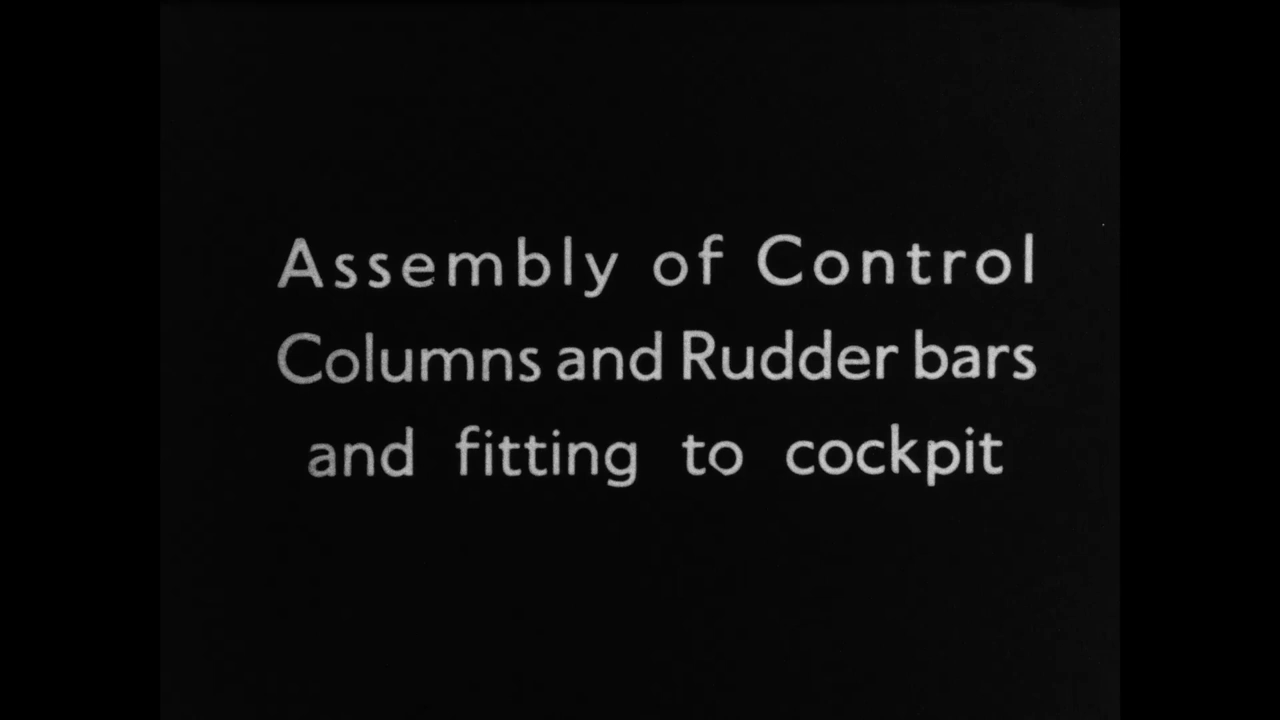 Assembly of Control
Columns and Rudder bars
and fitting to cockpit